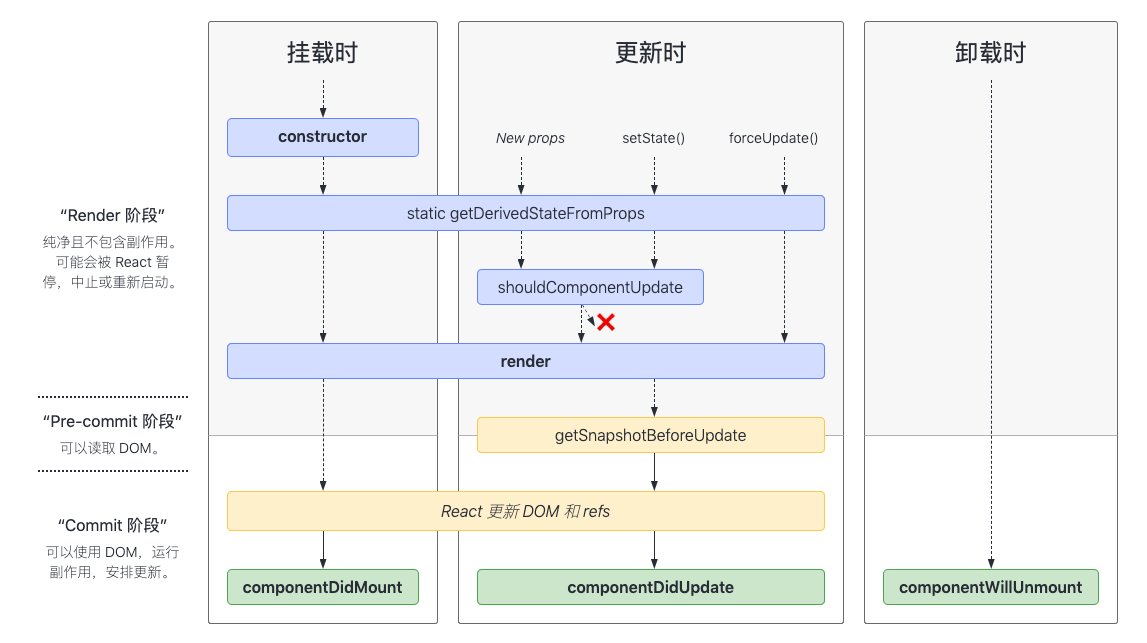 挂载时
更新时
卸载时
constructor
New props
setState()
forceUpdate()
“Render 阶段”
纯净且不包含副作用。
可能会被 React 暂
停，中止或重新启动。
static getDerivedStateFromProps
shouldComponentUpdate
render
“Pre-commit 阶段”
可以读取 DOM。
getSnapshotBeforeUpdate
“Commit 阶段”
可以使用 DOM，运行
副作用，安排更新。
React 更新 DOM 和 refs
componentDidMount
componentDidUpdate
componentWillUnmount